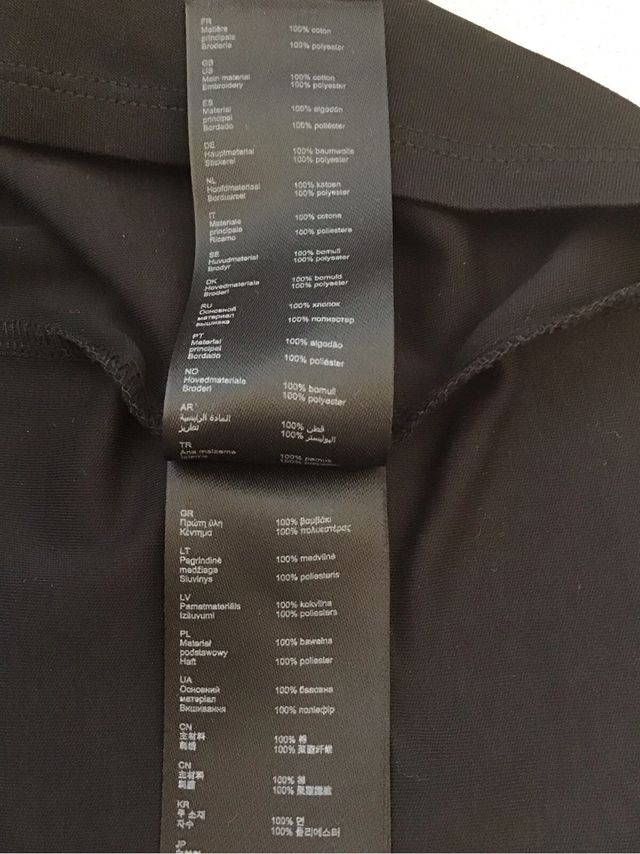 FR
Matière 100% coton
principale
Broderie 100% polyester
GB
US
Main material 100% cotton
Embroidery 100% polyester
ES
Material 100% algodón
principal
Bordado 100% poliéster
DE
Hauptmaterial 100% baumwolle
Stickerei 100% polyester
NL
Hoofdmateriaal 100% katoen
Borduursel 100% polyester
IT
Materiale 100% cotone
principale
Ricamo 100% poliestere
SE
Huvudmaterial 100% bomull
Brodyr 100% polyester
DK
Hovedmateriale 100% bomuld
Broderi 100% polyester
RU
Основной 100% хлопок
материал
вышивка 100% полиэстер
PT
Material 100% algodão
principal
Bordado 100% poliéster
NO
Hovedmateriale 100% bomull
Broderi 100% polyester
AR
المادة الرئيسية 100% قطن
تطريز 100% البوليستر
TR
Ana malzeme 100% pamuk
GR
Πρώτη ύλη 100% βαμβάκι
Κέντημα 100% πολυεστέρας
LT
Pagrindinė 100% medvilnė
medžiaga
Siuvinys 100% poliesteris
LV
Pamatmateriāls 100% kokvilna
Izšuvumi 100% poliesters
PL
Materiał 100% bawełna
podstawowy
Haft 100% poliester
UA
Основний 100% бавовна
матеріал
Вишивання 100% поліефір
CN
主材料 100% 棉
刺绣 100% 聚酯纤维
CN
主材料 100% 棉
刺繡 100% 聚酯纖維
KR
주 소재 100% 면
자수 100% 폴리에스터
JP